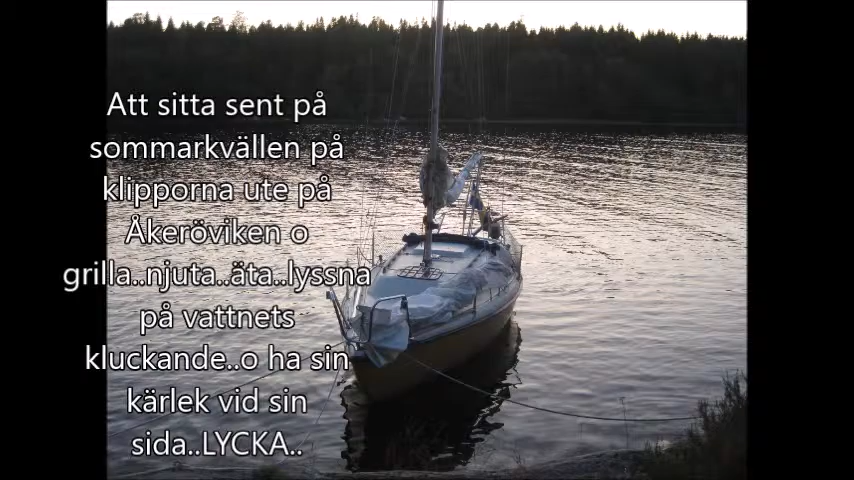 Att sitta sent på
sommarkvällen på
klipporna ute på
Åkeröviken o
grilla..njuta..äta..lyssna
på vattnets
kluckande..o ha sin
kärlek vid sin
sida..LYCKA..